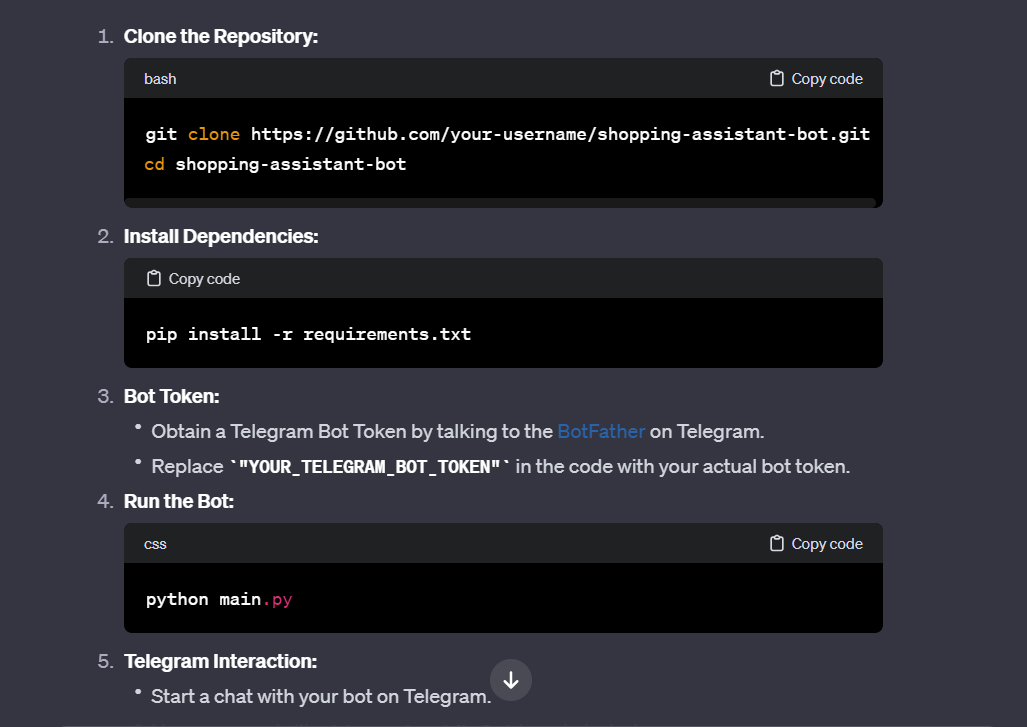 1. Clone the Repository:
bash
Copy code
git clone https://github.com/your-username/shopping-assistant-bot.git
cd shopping-assistant-bot
2. Install Dependencies:
Copy code
pip install -r requirements.txt
3. Bot Token:
• Obtain a Telegram Bot Token by talking to the BotFather on Telegram.
• Replace `"YOUR_TELEGRAM_BOT_TOKEN"` in the code with your actual bot token.
4. Run the Bot:
css
Copy code
python main.py
5. Telegram Interaction:
• Start a chat with your bot on Telegram.